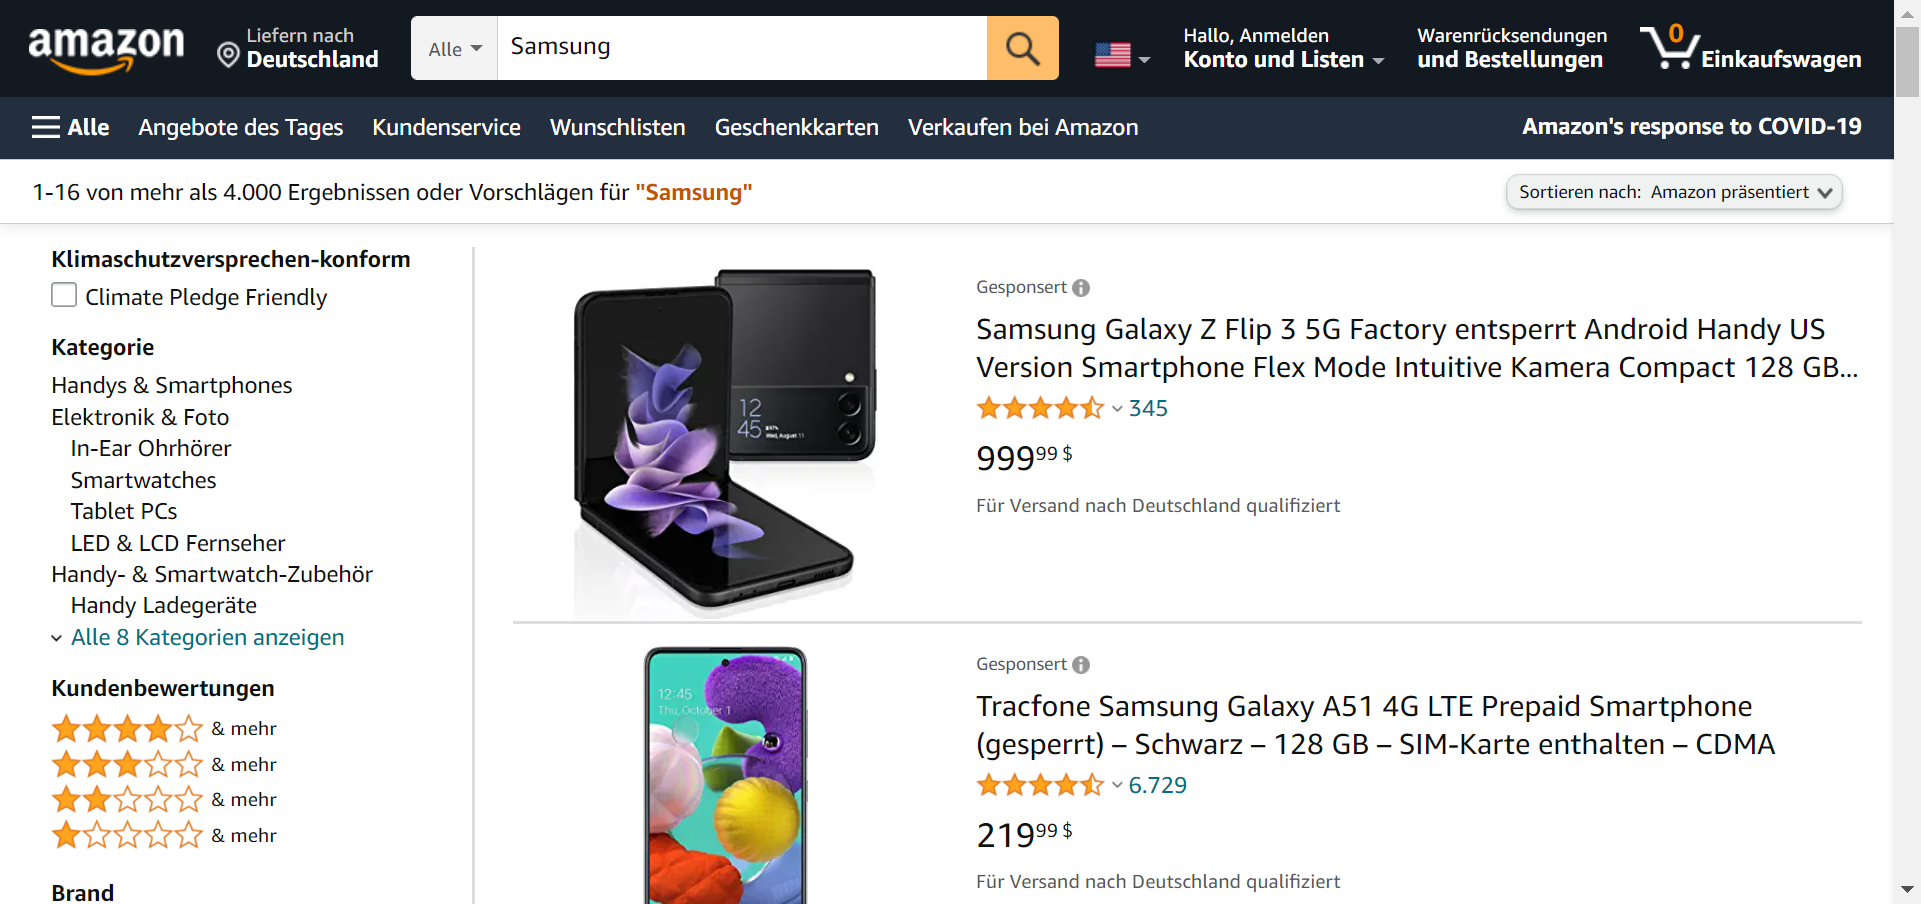 amazon
Liefern nach
Deutschland
Alle
Samsung
Hallo, Anmelden
Konto und Listen
Warenrücksendungen
und Bestellungen
0
Einkaufswagen
Alle
Angebote des Tages
Kundenservice
Wunschlisten
Geschenkkarten
Verkaufen bei Amazon
Amazon's response to COVID-19
1-16 von mehr als 4.000 Ergebnissen oder Vorschlägen für "Samsung"
Sortieren nach: Amazon präsentiert
Klimaschutzversprechen-konform
Climate Pledge Friendly
Kategorie
Handys & Smartphones
Elektronik & Foto
In-Ear Ohrhörer
Smartwatches
Tablet PCs
LED & LCD Fernseher
Handy- & Smartwatch-Zubehör
Handy Ladegeräte
Alle 8 Kategorien anzeigen
Kundenbewertungen
& mehr
& mehr
& mehr
& mehr
Brand
12
45
Wed, August 11
Gesponsert
Samsung Galaxy Z Flip 3 5G Factory entsperrt Android Handy US
Version Smartphone Flex Mode Intuitive Kamera Compact 128 GB...
345
999 99 $
Für Versand nach Deutschland qualifiziert
12:45
Thu, October 1
Gesponsert
Tracfone Samsung Galaxy A51 4G LTE Prepaid Smartphone
(gesperrt) – Schwarz – 128 GB – SIM-Karte enthalten – CDMA
6.729
219 99 $
Für Versand nach Deutschland qualifiziert